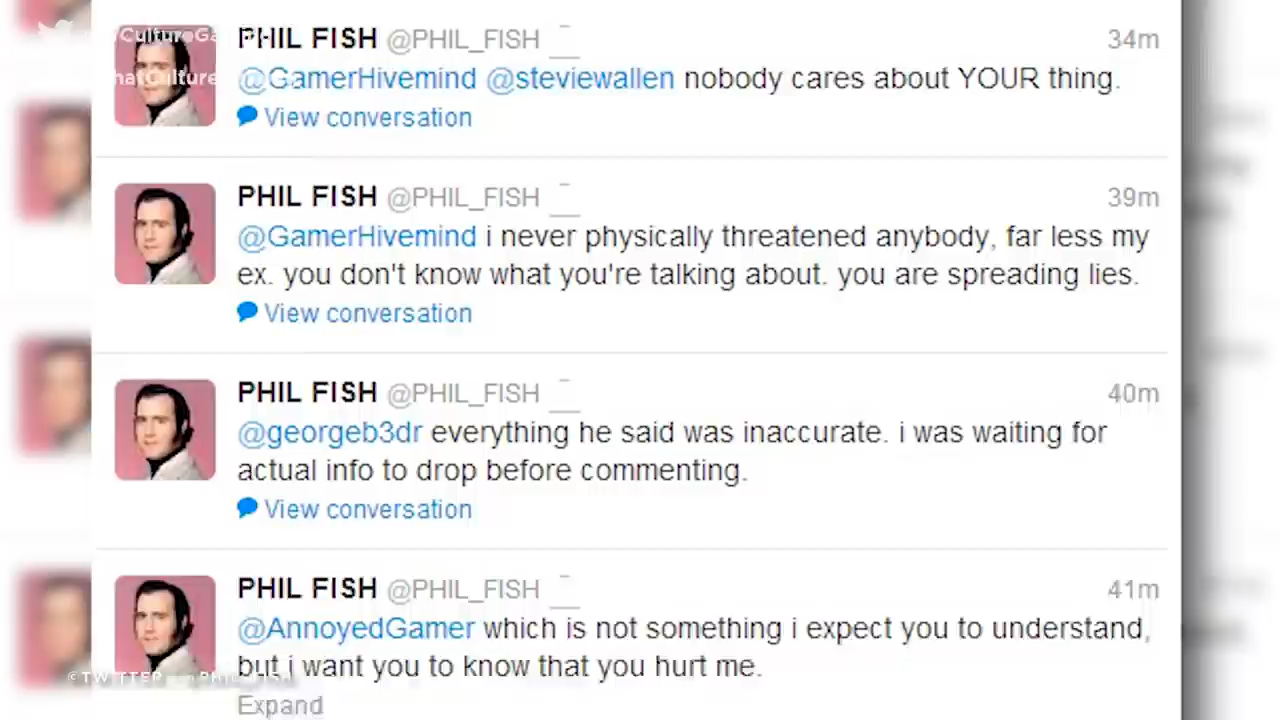 PHIL FISH @PHIL_FISH 34m
@GamerHivemind @steviewallen nobody cares about YOUR thing.
View conversation
PHIL FISH @PHIL_FISH 39m
@GamerHivemind i never physically threatened anybody, far less my
ex. you don't know what you're talking about. you are spreading lies.
View conversation
PHIL FISH @PHIL_FISH 40m
@georgeb3dr everything he said was inaccurate. i was waiting for
actual info to drop before commenting.
View conversation
PHIL FISH @PHIL_FISH 41m
@AnnoyedGamer which is not something i expect you to understand,
but i want you to know that you hurt me.
Expand